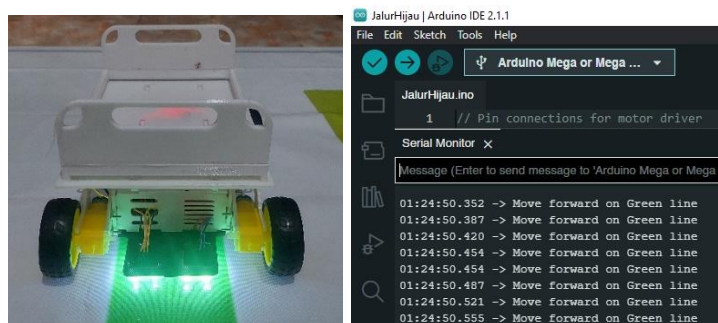 JalurHijau | Arduino IDE 2.1.1
File Edit Sketch Tools Help
Arduino Mega or Mega ...
JalurHijau.ino
1 // Pin connections for motor driver
Serial Monitor ×
Message (Enter to send message to 'Arduino Mega or Mega
01:24:50.352 -> Move forward on Green line
01:24:50.387 -> Move forward on Green line
01:24:50.420 -> Move forward on Green line
01:24:50.454 -> Move forward on Green line
01:24:50.454 -> Move forward on Green line
01:24:50.487 -> Move forward on Green line
01:24:50.521 -> Move forward on Green line
01:24:50.555 -> Move forward on Green line